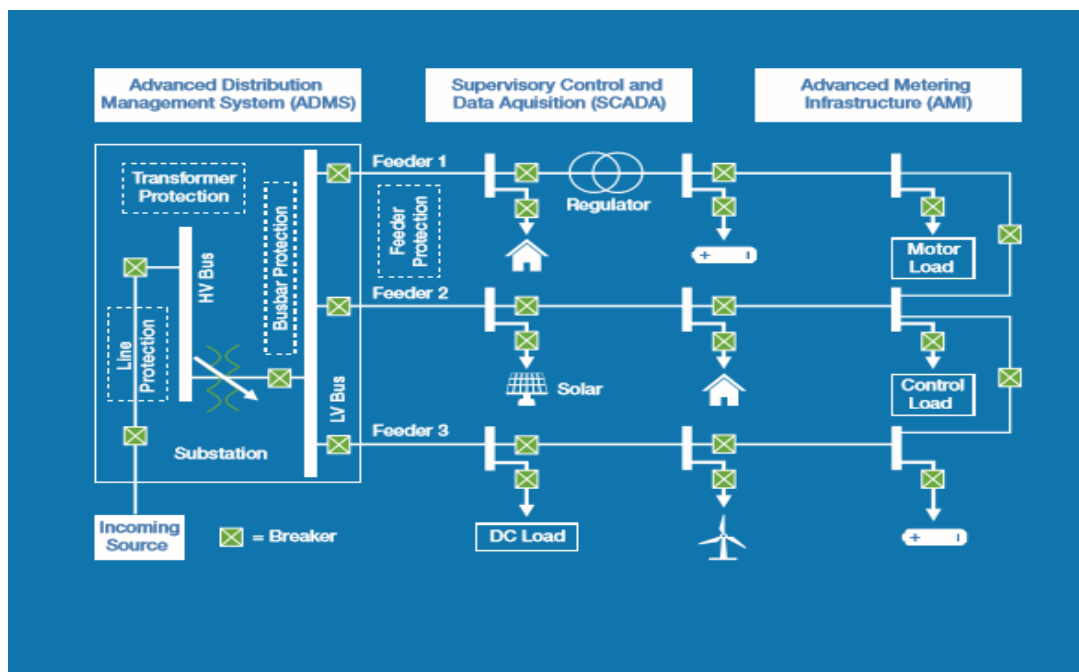 Advanced Distribution
Management System (ADMS)
Supervisory Control and
Data Aquisition (SCADA)
Advanced Metering
Infrastructure (AMI)
Transformer
Protection
Busbar Protection
HV Bus
Line
Protection
LV Bus
Substation
Incoming
Source
= Breaker
Feeder 1
Feeder
Protection
Regulator
+ I
Motor
Load
Feeder 2
Solar
Control
Load
Feeder 3
DC Load
+ I